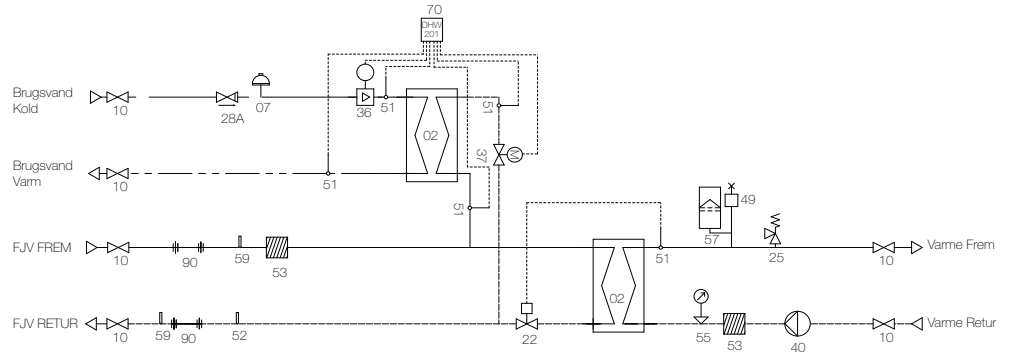 70
DHW
201
Brugsvand
Kold
10
28A
07
36
51
02
51
37
M
Brugsvand
Varm
10
51
51
49
57
FJV FREM
10
90
59
53
02
51
25
10
Varme Frem
FJV RETUR
10
59
90
52
22
55
53
40
10
Varme Retur